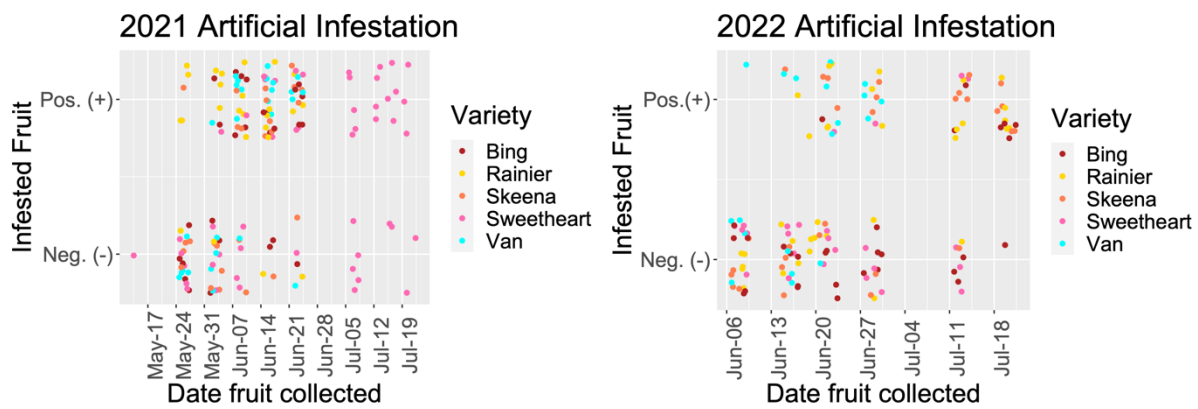 2021 Artificial Infestation
Infested Fruit
Pos. (+)
Neg. (-)
May-17
May-24
May-31
Jun-07
Jun-14
Jun-21
Jun-28
Jul-05
Jul-12
Jul-19
Date fruit collected
Variety
Bing
Rainier
Skeena
Sweetheart
Van
2022 Artificial Infestation
Infested Fruit
Pos.(+)
Neg. (-)
Jun-06
Jun-13
Jun-20
Jun-27
Jul-04
Jul-11
Jul-18
Date fruit collected
Variety
Bing
Rainier
Skeena
Sweetheart
Van